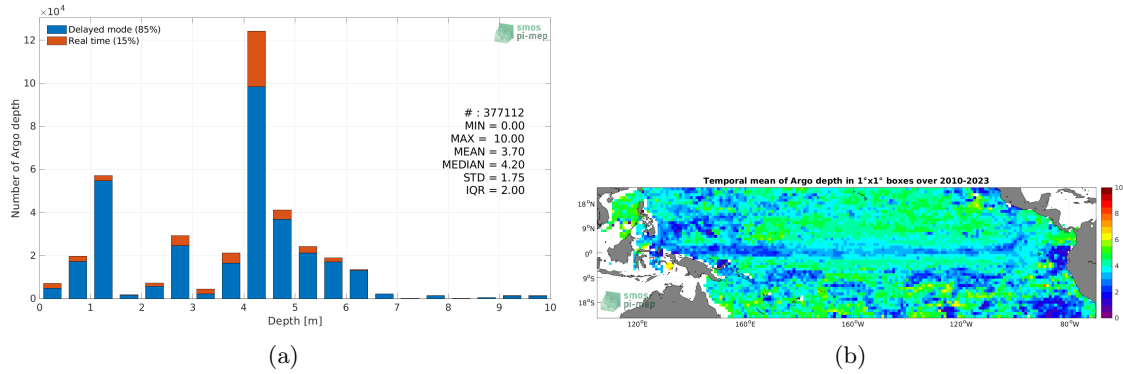 ×10⁴
Delayed mode (85%)
Real time (15%)
smos
pi-mep
12
10
8
6
4
2
0
Number of Argo depth
# : 377112
MIN = 0.00
MAX = 10.00
MEAN = 3.70
MEDIAN = 4.20
STD = 1.75
IQR = 2.00
0 1 2 3 4 5 6 7 8 9 10
Depth [m]
(a)
Temporal mean of Argo depth in 1°x1° boxes over 2010-2023
18°N
9°N
0°
9°S
18°S
smos
pi-mep
120°E 160°E 160°W 120°W 80°W
10
8
6
4
2
0
(b)